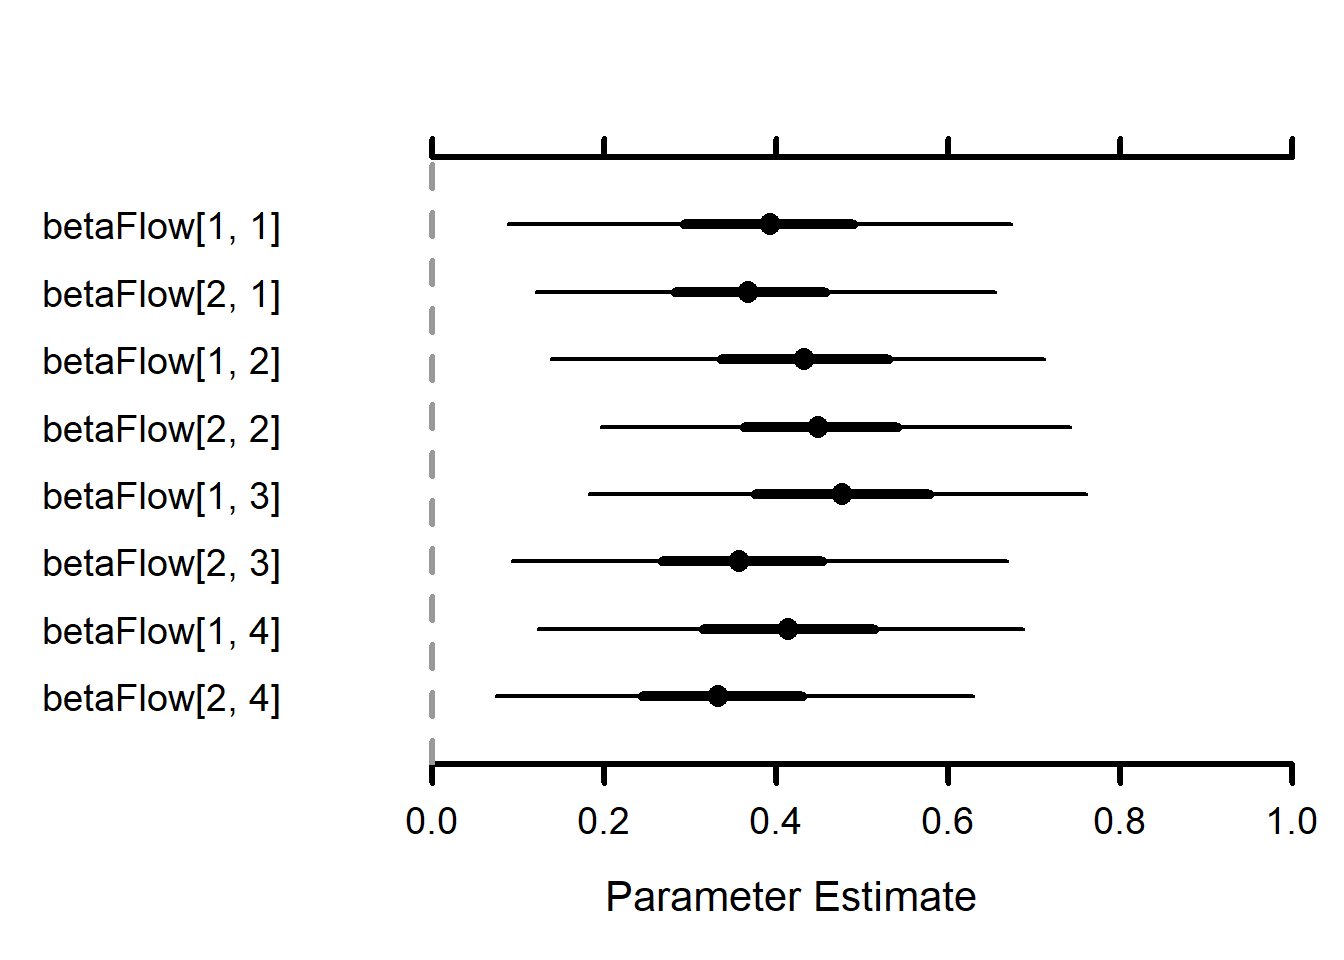 betaFlow[1, 1]
betaFlow[2, 1]
betaFlow[1, 2]
betaFlow[2, 2]
betaFlow[1, 3]
betaFlow[2, 3]
betaFlow[1, 4]
betaFlow[2, 4]
0.0 0.2 0.4 0.6 0.8 1.0
Parameter Estimate